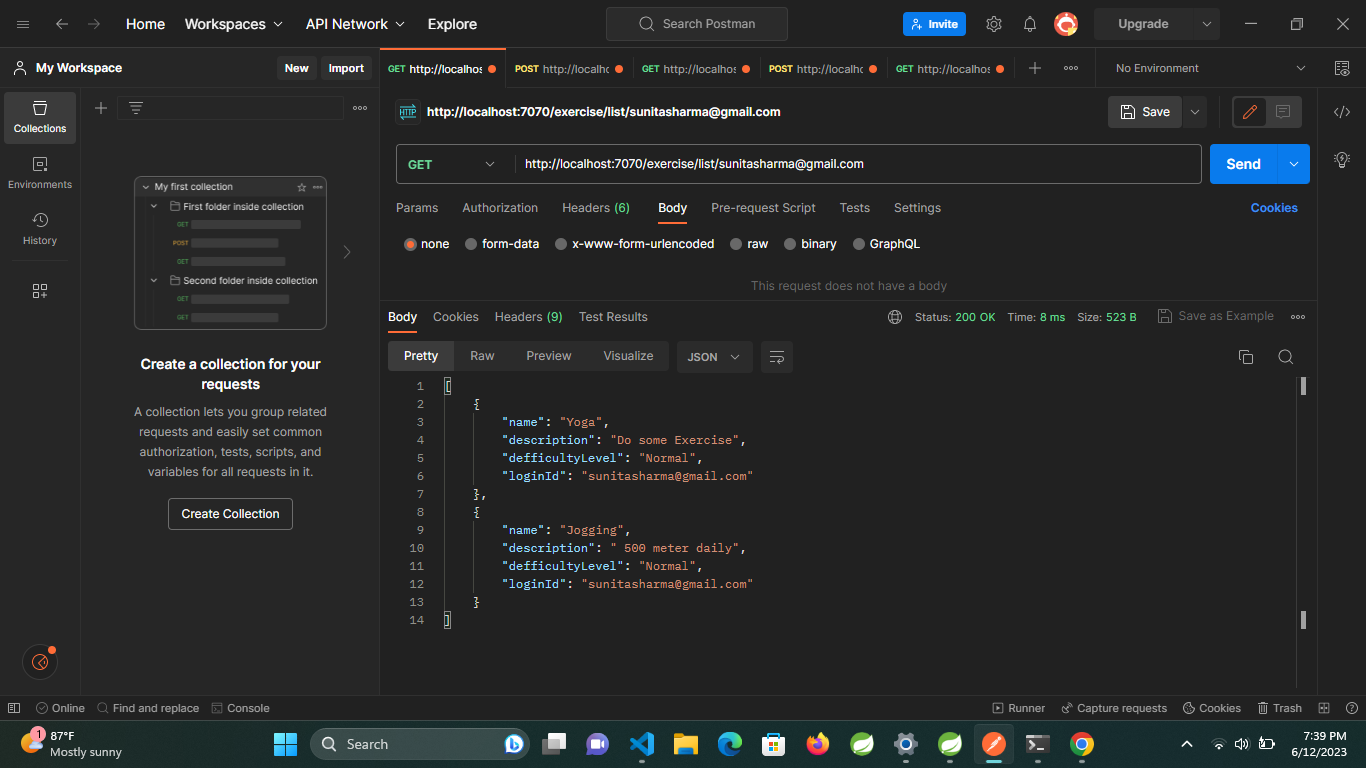 Home Workspaces API Network Explore Search Postman Invite Upgrade
My Workspace New Import
GET http://localhos POST http://localhc GET http://localhos POST http://localhc GET http://localhos No Environment
Collections
Environments
History
My first collection
First folder inside collection
GET
POST
GET
Second folder inside collection
GET
GET
Create a collection for your
requests
A collection lets you group related
requests and easily set common
authorization, tests, scripts, and
variables for all requests in it.
Create Collection
HTTP http://localhost:7070/exercise/list/sunitasharma@gmail.com Save
GET http://localhost:7070/exercise/list/sunitasharma@gmail.com Send
Params Authorization Headers (6) Body Pre-request Script Tests Settings Cookies
none form-data x-www-form-urlencoded raw binary GraphQL
This request does not have a body
Body Cookies Headers (9) Test Results Status: 200 OK Time: 8 ms Size: 523 B Save as Example
Pretty Raw Preview Visualize JSON
1 [
2 {
3 "name": "Yoga",
4 "description": "Do some Exercise",
5 "defficultyLevel": "Normal",
6 "loginId": "sunitasharma@gmail.com"
7 },
8 {
9 "name": "Jogging",
10 "description": " 500 meter daily",
11 "defficultyLevel": "Normal",
12 "loginId": "sunitasharma@gmail.com"
13 }
14 ]
Online Find and replace Console Runner Capture requests Cookies Trash
1 87°F
Mostly sunny
Search
7:39 PM
6/12/2023